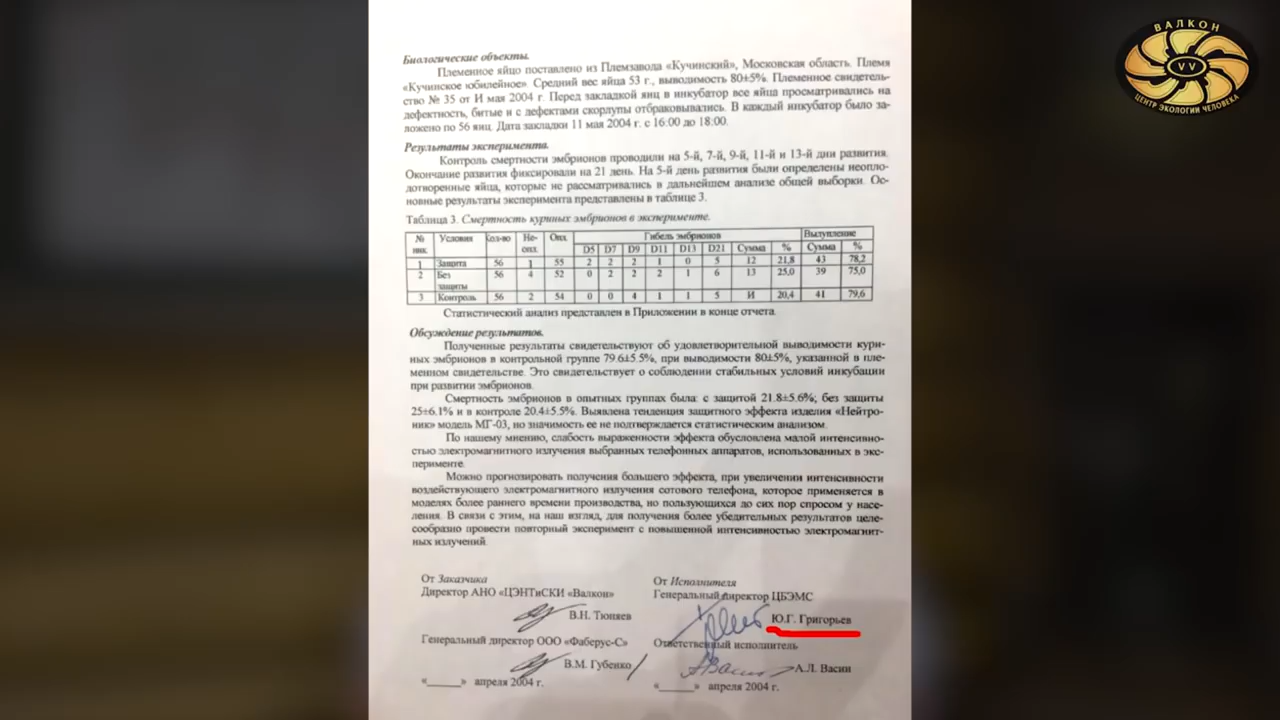 ВАЛКОН
VV
ЦЕНТР ЭКОЛОГИИ ЧЕЛОВЕКА
Биологические объекты.
Племенное яйцо поставлено из Племзавода «Кучинский», Московская область. Племя
«Кучинское юбилейное». Средний вес яйца 53 г., выводимость 80±5%. Племенное свидетель-
ство № 35 от И мая 2004 г. Перед закладкой яиц в инкубатор все яйца просматривались на
дефектность, битые и с дефектами скорлупы отбраковывались. В каждый инкубатор было за-
ложено по 56 яиц. Дата закладки 11 мая 2004 г. с 16:00 до 18:00.
Результаты эксперимента.
Контроль смертности эмбрионов проводили на 5-й, 7-й, 9-й, 11-й и 13-й дни развития.
Окончание развития фиксировали на 21 день. На 5-й день развития были определены неопло-
дотворенные яйца, которые не рассматривались в дальнейшем анализе общей выборки. Ос-
новные результаты эксперимента представлены в таблице 3.
Таблица 3. Смертность куриных эмбрионов в эксперименте.
№ инк. Условия Кол-во Не-опл. Опл. Гибель эмбрионов Вылупление
D5 D7 D9 D11 D13 D21 Сумма % Сумма %
1 Защита 56 1 55 2 2 2 1 0 5 12 21,8 43 78,2
2 Без защиты 56 4 52 0 2 2 2 1 6 13 25,0 39 75,0
3 Контроль 56 2 54 0 0 4 1 1 5 И 20,4 41 79,6
Статистический анализ представлен в Приложении в конце отчета.
Обсуждение результатов.
Полученные результаты свидетельствуют об удовлетворительной выводимости кури-
ных эмбрионов в контрольной группе 79.6±5.5%, при выводимости 80±5%, указанной в пле-
менном свидетельстве. Это свидетельствует о соблюдении стабильных условий инкубации
при развитии эмбрионов.
Смертность эмбрионов в опытных группах была: с защитой 21.8±5.6%; без защиты
25±6.1% и в контроле 20.4±5.5%. Выявлена тенденция защитного эффекта изделия «Нейтро-
ник» модель МГ-03, но значимость ее не подтверждается статистическим анализом.
По нашему мнению, слабость выраженности эффекта обусловлена малой интенсивно-
стью электромагнитного излучения выбранных телефонных аппаратов, использованных в экс-
перименте.
Можно прогнозировать получения большего эффекта, при увеличении интенсивности
воздействующего электромагнитного излучения сотового телефона, которое применяется в
моделях более раннего времени производства, но пользующихся до сих пор спросом у насе-
ления. В связи с этим, на наш взгляд, для получения более убедительных результатов целе-
сообразно провести повторный эксперимент с повышенной интенсивностью электромагнит-
ных излучений.
От Заказчика
Директор АНО «ЦЭНТиСКИ «Валкон»
В.Н. Тюняев
Генеральный директор ООО «Фаберус-С»
В.М. Губенко
«______» апреля 2004 г.
От Исполнителя
Генеральный директор ЦБЭМС
Ю.Г. Григорьев
Ответственный исполнитель
А.Л. Васин
«______» апреля 2004 г.